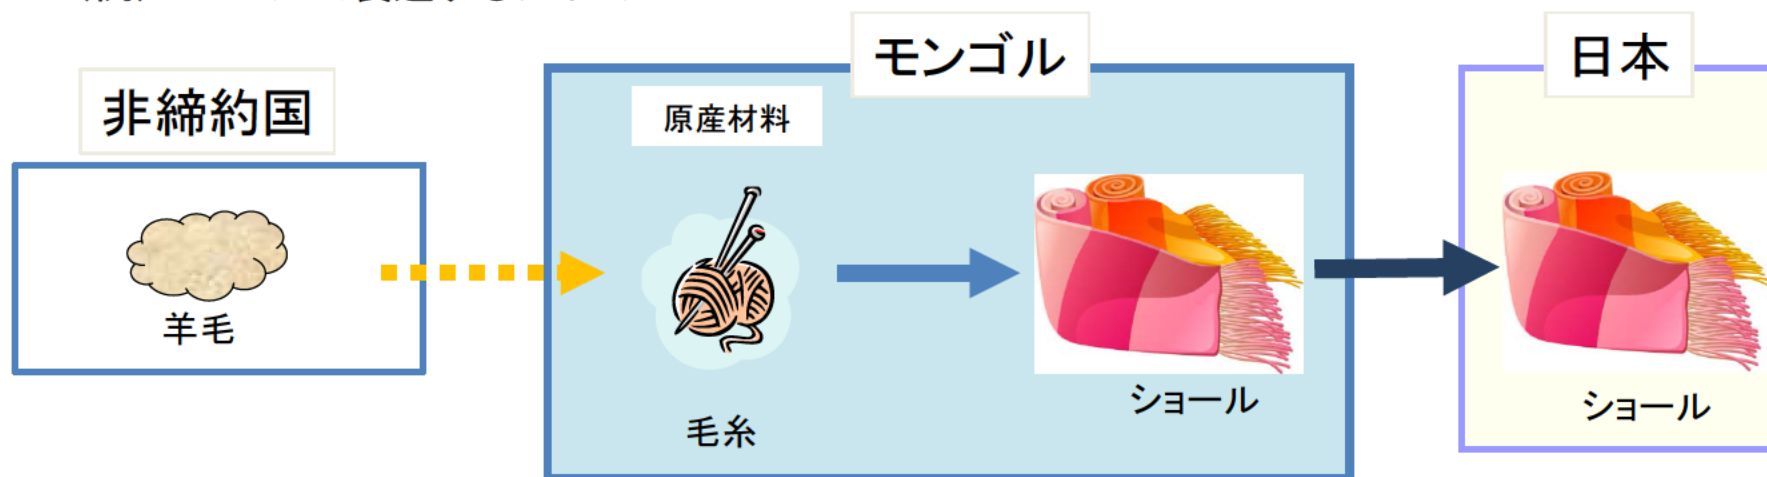 モンゴル
日本
非締約国
原産材料
羊毛
毛糸
ショール
ショール